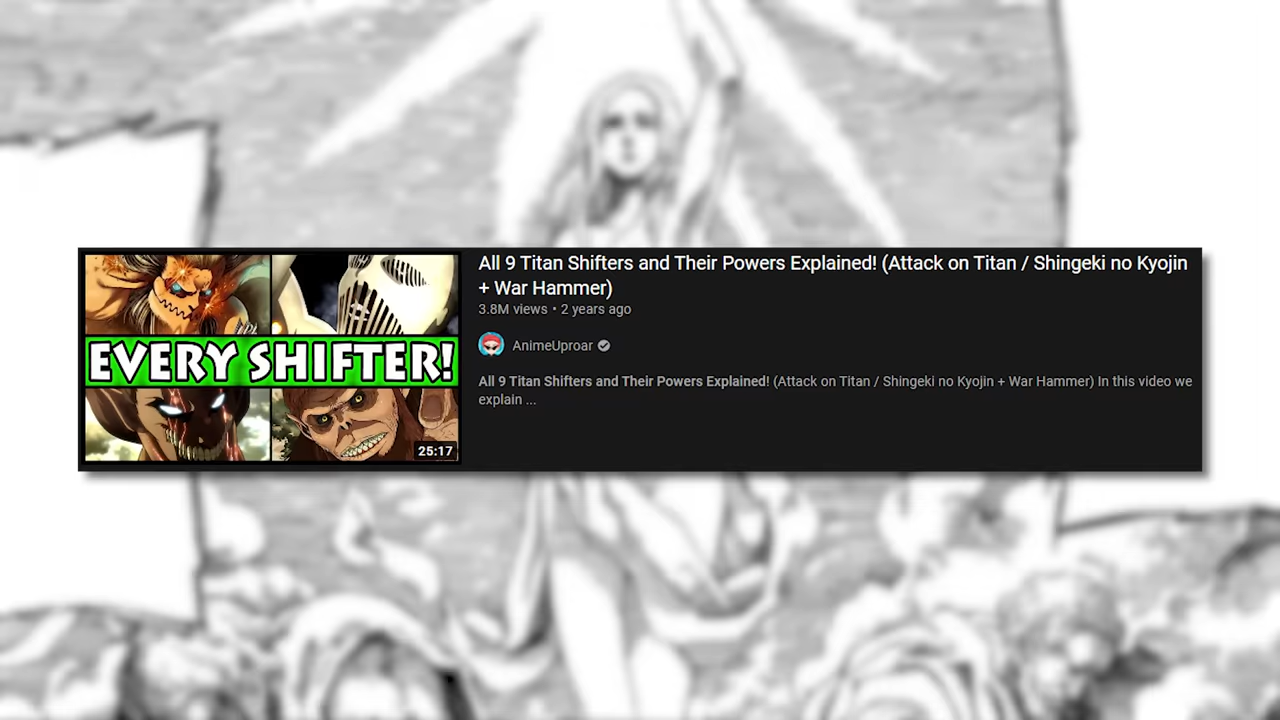 All 9 Titan Shifters and Their Powers Explained! (Attack on Titan / Shingeki no Kyojin
+ War Hammer)
3.8M views • 2 years ago
EVERY SHIFTER!
AnimeUproar
All 9 Titan Shifters and Their Powers Explained! (Attack on Titan / Shingeki no Kyojin + War Hammer) In this video we
explain ...
25:17